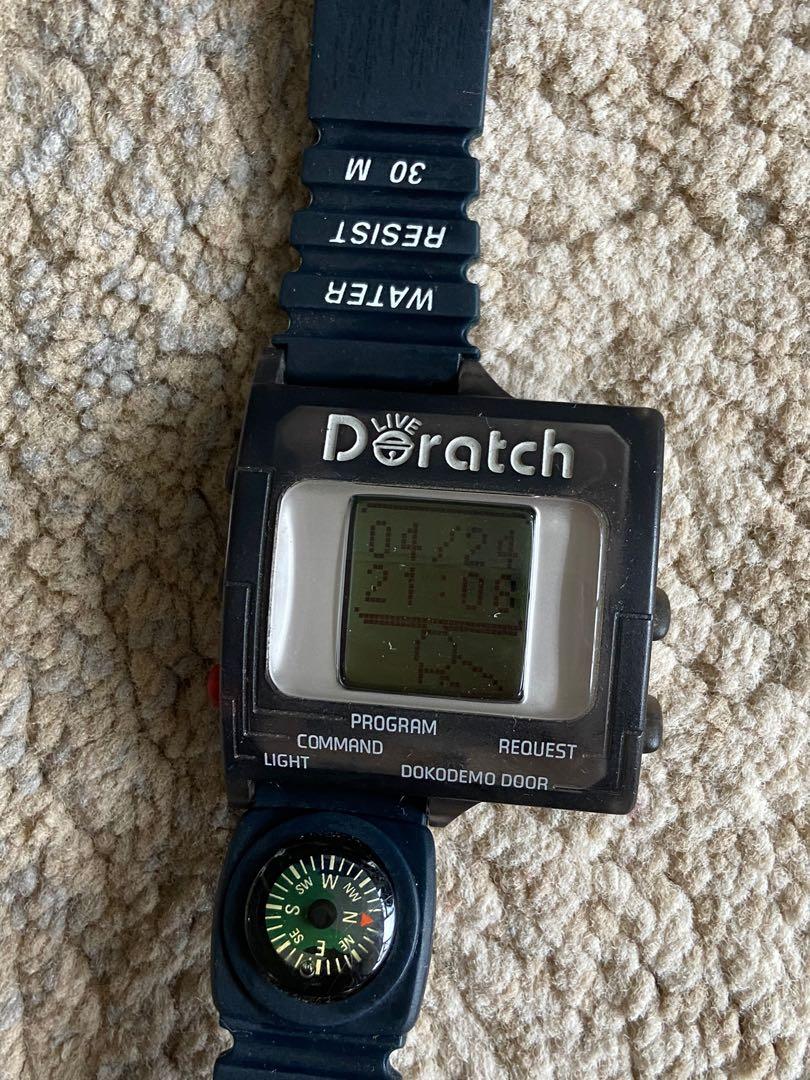 WATER
RESIST
30 M
LIVE
Doratch
04/24
21:08
PROGRAM
COMMAND
REQUEST
LIGHT
DOKODEMO DOOR
N
NE
E
SE
S
SW
W
NW